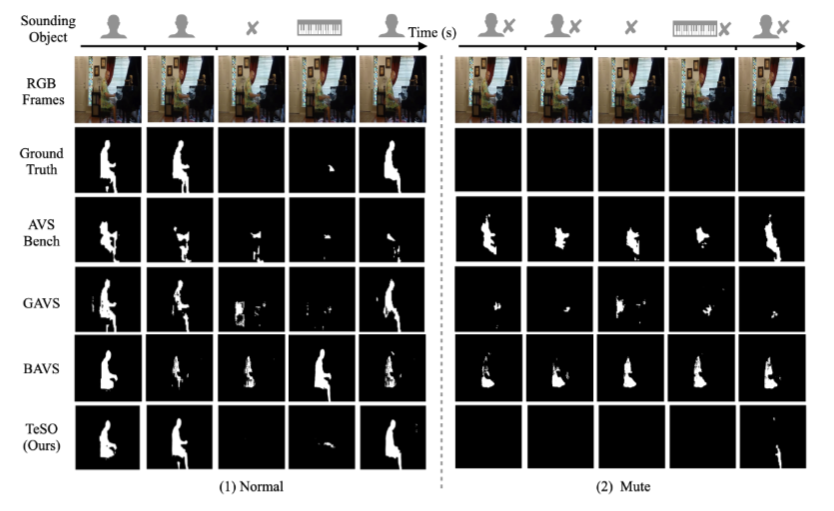 Sounding
Object
Time (s)
RGB
Frames
Ground
Truth
AVS
Bench
GAVS
BAVS
TeSO
(Ours)
(1) Normal
(2) Mute